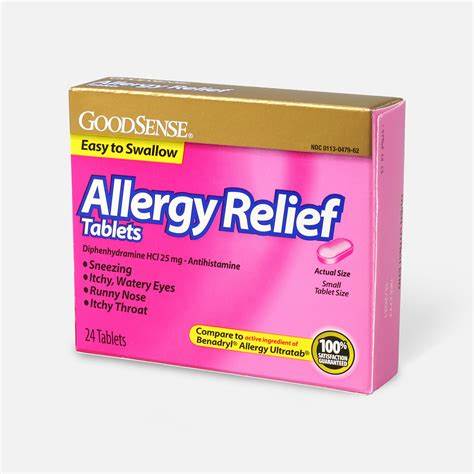 Allergy Relief
GOODSENSE®
NDC 0113-0479-62
Easy to Swallow
Allergy Relief
Tablets
Diphenhydramine HCl 25 mg - Antihistamine
• Sneezing
• Itchy, Watery Eyes
• Runny Nose
• Itchy Throat
Actual Size
Small
Tablet Size
24 Tablets
Compare to active ingredient of
Benadryl® Allergy Ultratab®
100%
SATISFACTION
GUARANTEED